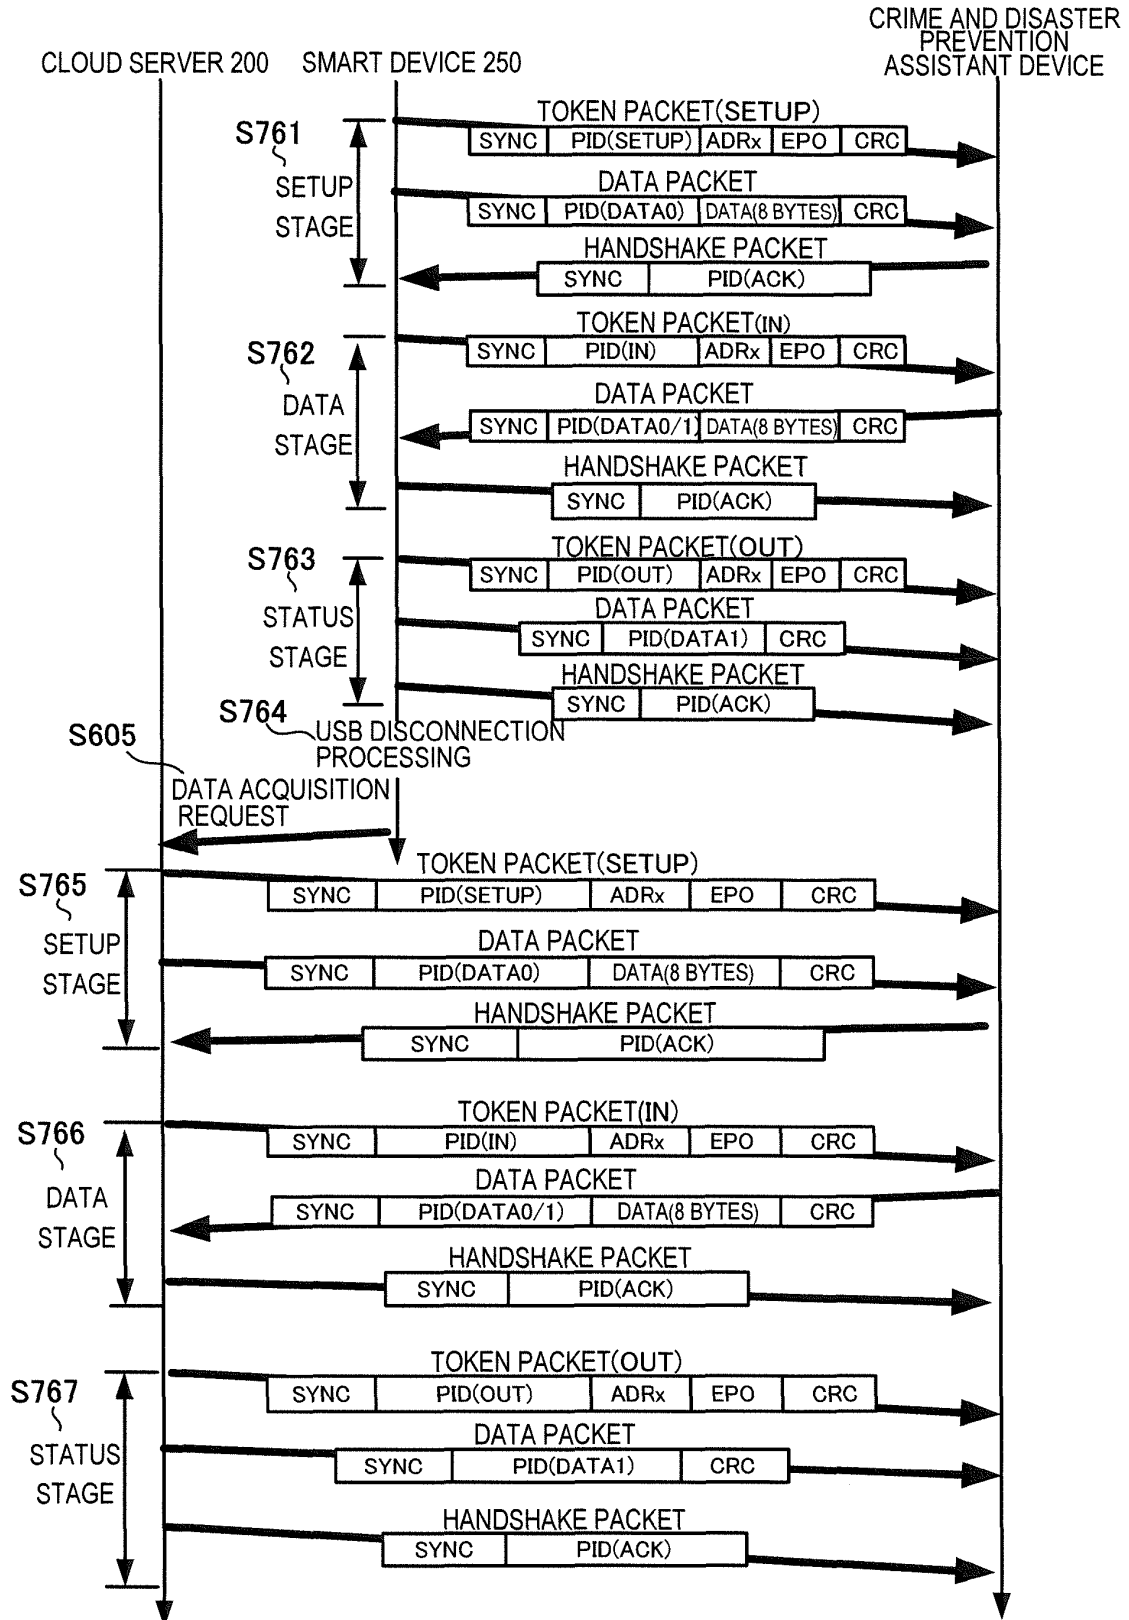 CRIME AND DISASTER
PREVENTION
ASSISTANT DEVICE
CLOUD SERVER 200
SMART DEVICE 250
TOKEN PACKET(SETUP)
S761
SYNC PID(SETUP) ADRx EPO CRC
SETUP
STAGE
DATA PACKET
SYNC PID(DATA0) DATA(8 BYTES) CRC
HANDSHAKE PACKET
SYNC PID(ACK)
TOKEN PACKET(IN)
S762
SYNC PID(IN) ADRx EPO CRC
DATA
STAGE
DATA PACKET
SYNC PID(DATA0/1) DATA(8 BYTES) CRC
HANDSHAKE PACKET
SYNC PID(ACK)
TOKEN PACKET(OUT)
S763
SYNC PID(OUT) ADRx EPO CRC
STATUS
STAGE
DATA PACKET
SYNC PID(DATA1) CRC
HANDSHAKE PACKET
SYNC PID(ACK)
S764
USB DISCONNECTION
PROCESSING
S605
DATA ACQUISITION
REQUEST
TOKEN PACKET(SETUP)
S765
SYNC PID(SETUP) ADRx EPO CRC
SETUP
STAGE
DATA PACKET
SYNC PID(DATA0) DATA(8 BYTES) CRC
HANDSHAKE PACKET
SYNC PID(ACK)
TOKEN PACKET(IN)
S766
SYNC PID(IN) ADRx EPO CRC
DATA
STAGE
DATA PACKET
SYNC PID(DATA0/1) DATA(8 BYTES) CRC
HANDSHAKE PACKET
SYNC PID(ACK)
TOKEN PACKET(OUT)
S767
SYNC PID(OUT) ADRx EPO CRC
STATUS
STAGE
DATA PACKET
SYNC PID(DATA1) CRC
HANDSHAKE PACKET
SYNC PID(ACK)